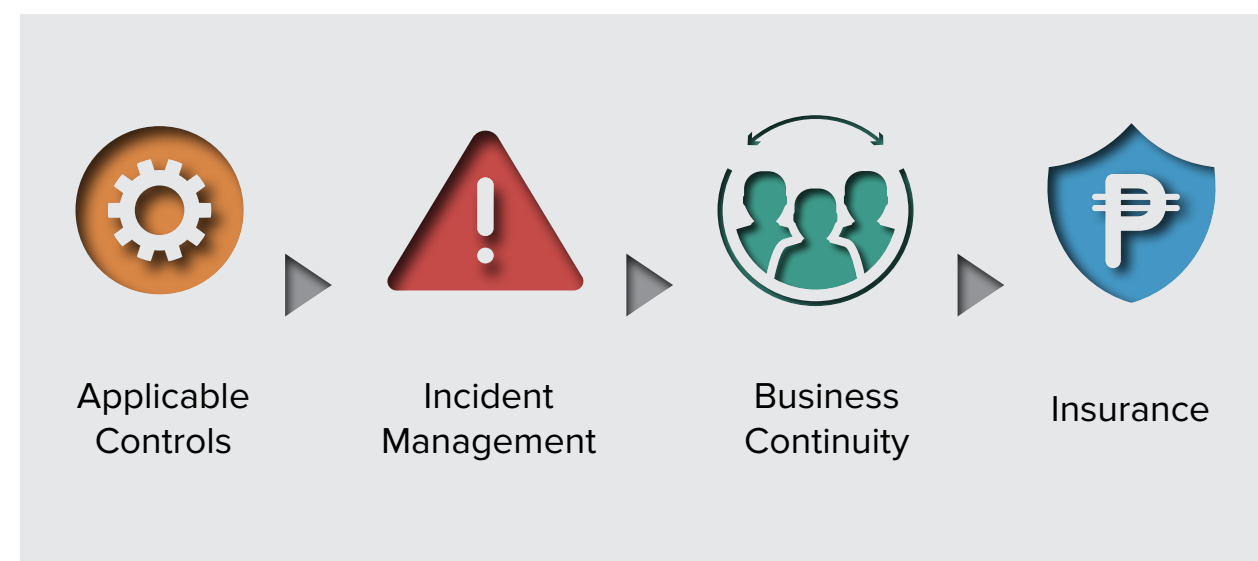 Applicable
Controls
Incident
Management
Business
Continuity
Insurance